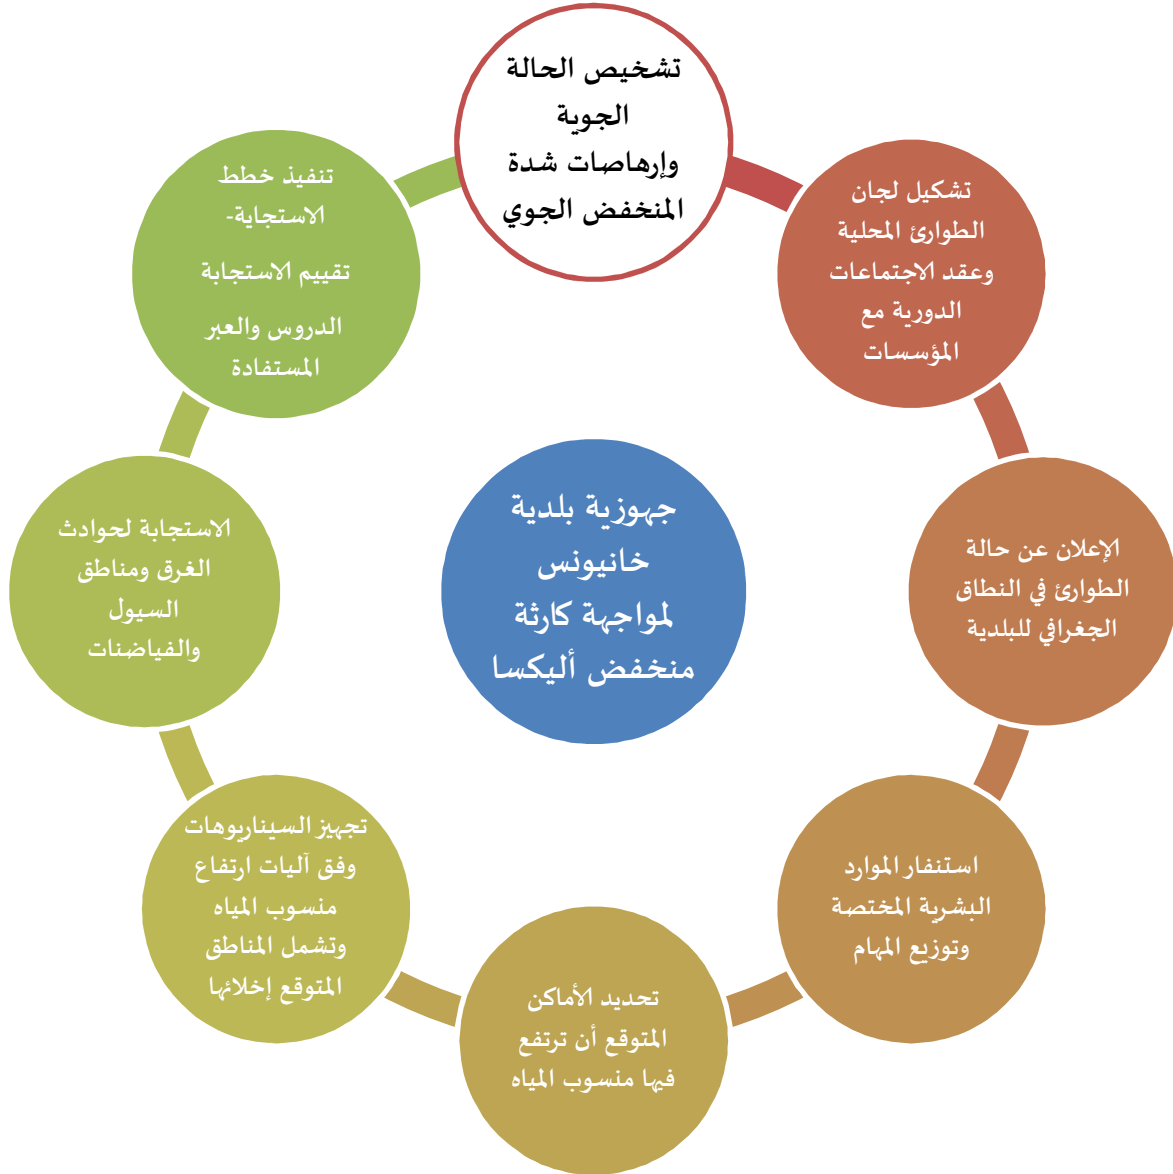 تشخيص الحالة
الجوية
وإرهاصات شدة
المنخفض الجوي
تشكيل لجان
الطوارئ المحلية
وعقد الاجتماعات
الدورية مع
المؤسسات
الإعلان عن حالة
الطوارئ في النطاق
الجغرافي للبلدية
استنفار الموارد
البشرية المختصة
وتوزيع المهام
تحديد الأماكن
المتوقع أن ترتفع
فيها منسوب المياه
تجهيز السيناريوهات
وفق آليات ارتفاع
منسوب المياه
وتشمل المناطق
المتوقع إخلائها
الاستجابة لحوادث
الغرق ومناطق
السيول
والفياضنات
تنفيذ خطط
الاستجاية-
تقييم الاستجابة
الدروس والعبر
المستفادة
جهوزية بلدية
خانيونس
لمواجهة كارثة
منخفض أليكسا